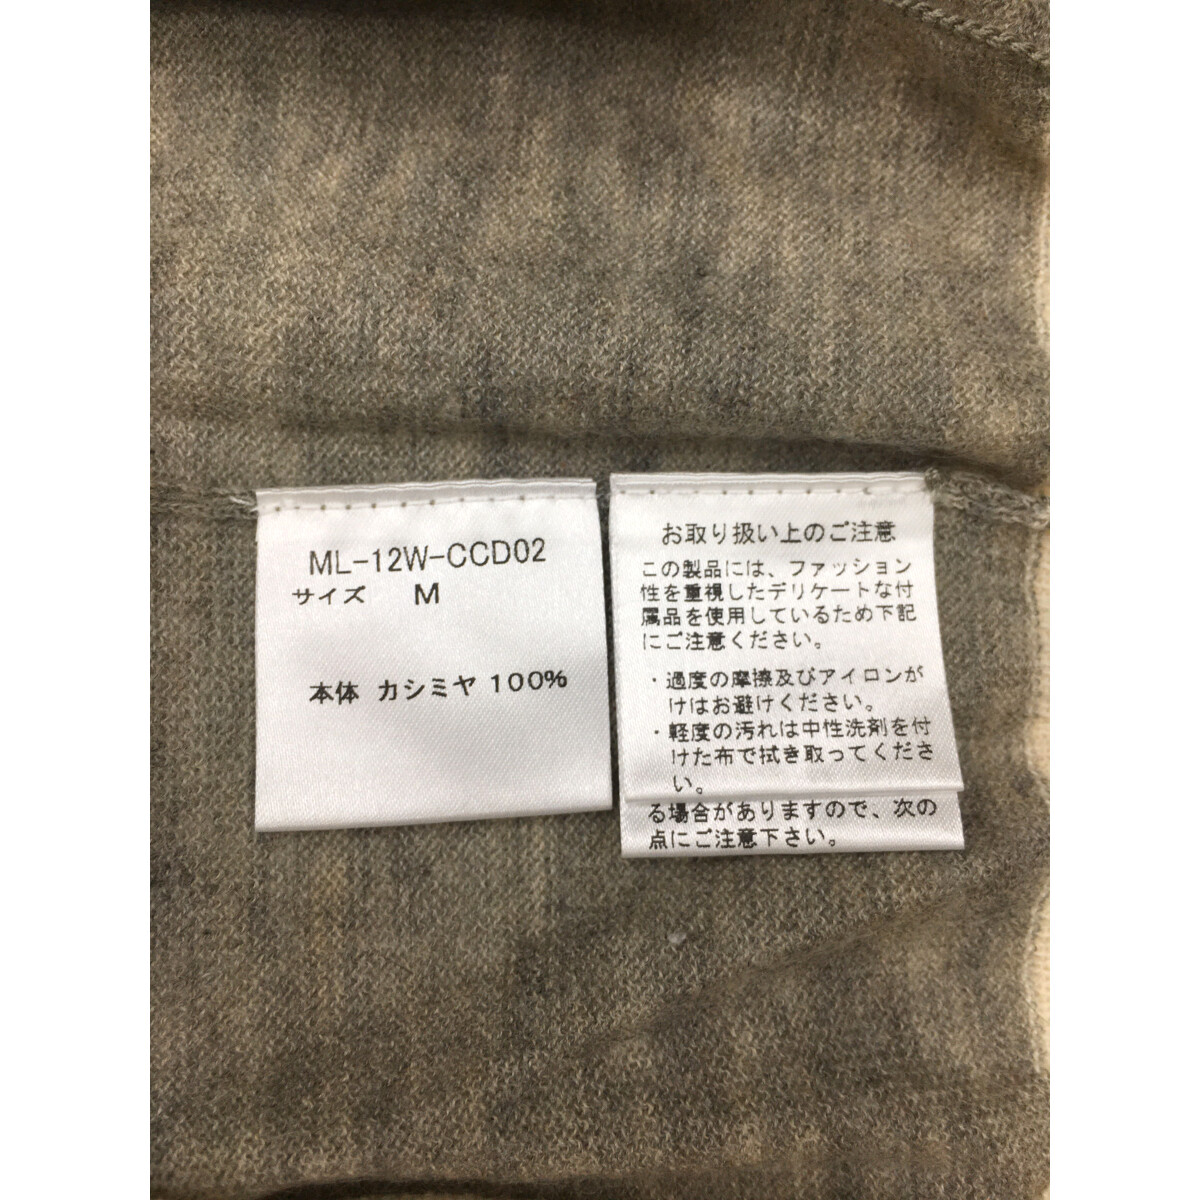 ML-12W-CCD02
サイズ M
本体 カシミヤ 100%
お取り扱い上のご注意
この製品には、ファッション
性を重視したデリケートな付
属品を使用しているため下記
にご注意ください。
・過度の摩擦及びアイロンが
けはお避けください。
・軽度の汚れは中性洗剤を付
けた布で拭き取ってくださ
い。
る場合がありますので、次の
点にご注意下さい。